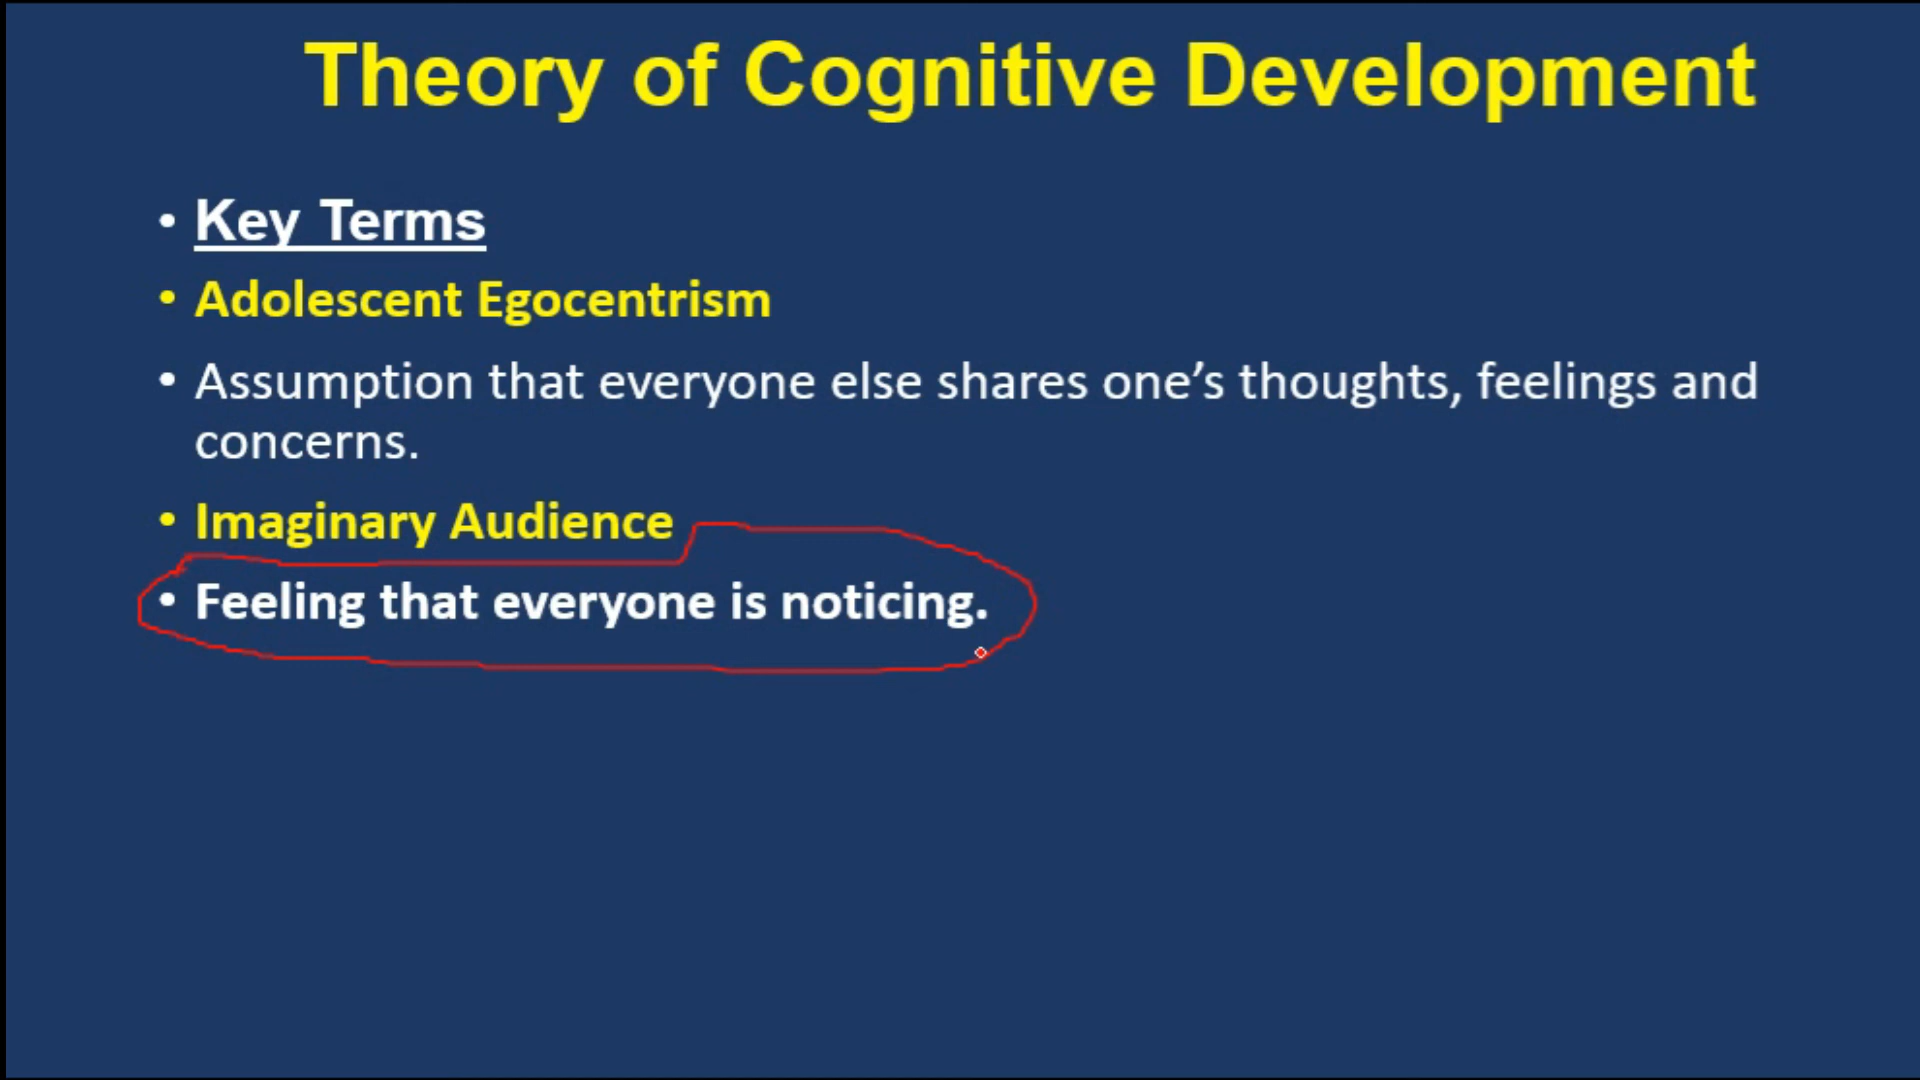 Theory of Cognitive Development
• Key Terms
• Adolescent Egocentrism
• Assumption that everyone else shares one’s thoughts, feelings and
concerns.
• Imaginary Audience
• Feeling that everyone is noticing.